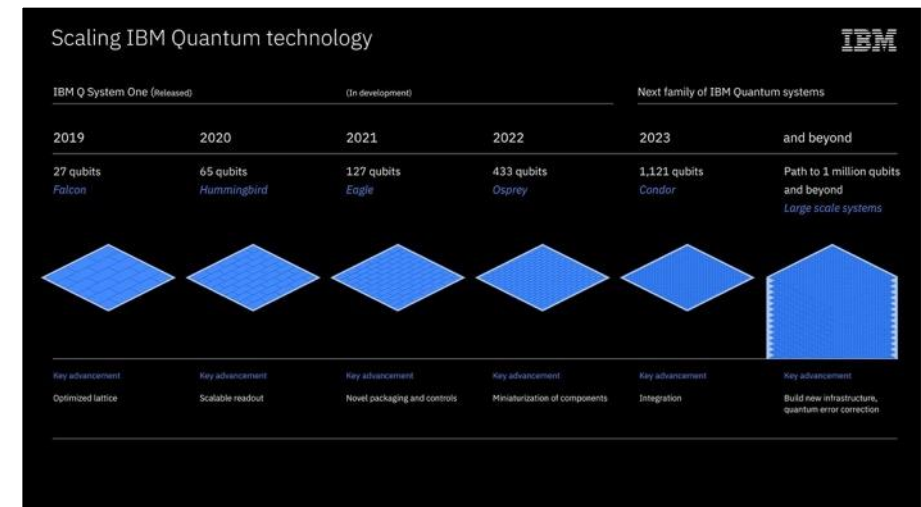 Scaling IBM Quantum technology
IBM
IBM Q System One (Released)
(In development)
Next family of IBM Quantum systems
2019
2020
2021
2022
2023
and beyond
27 qubits
Falcon
65 qubits
Hummingbird
127 qubits
Eagle
433 qubits
Osprey
1,121 qubits
Condor
Path to 1 million qubits
and beyond
Large scale systems
Key advancement
Optimized lattice
Key advancement
Scalable readout
Key advancement
Novel packaging and controls
Key advancement
Miniaturization of components
Key advancement
Integration
Key advancement
Build new infrastructure,
quantum error correction